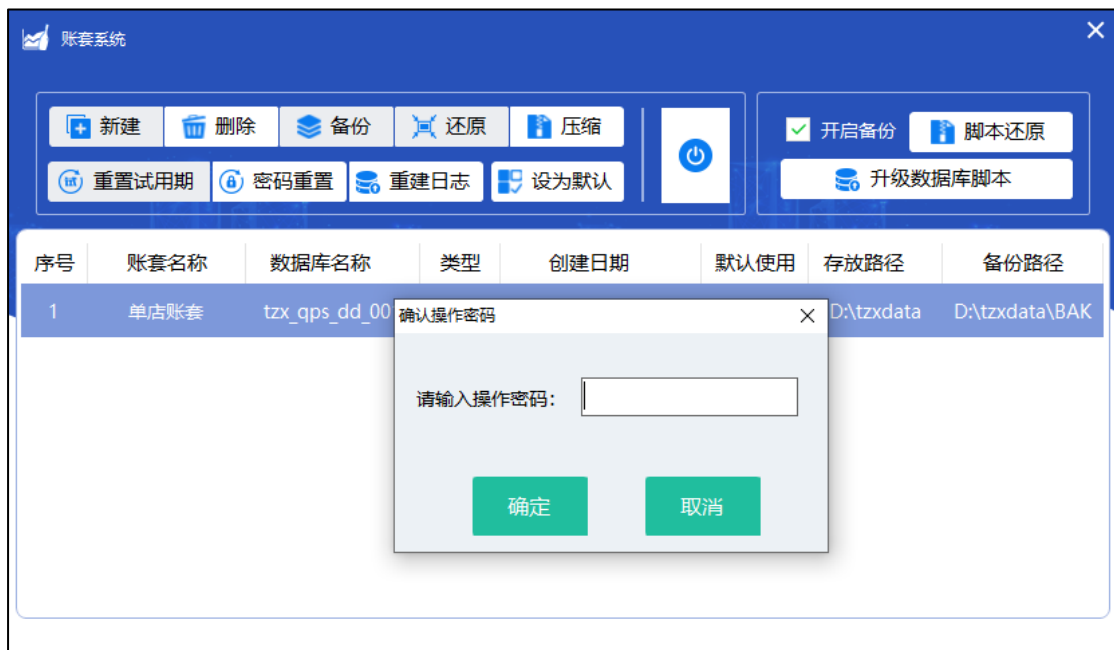 账套系统
新建 删除 备份 还原 压缩
开启备份 脚本还原
重置试用期 密码重置 重建日志 设为默认
升级数据库脚本
序号 账套名称 数据库名称 类型 创建日期 默认使用 存放路径 备份路径
1 单店账套 tzx_qps_dd_00 D:\tzxdata D:\tzxdata\BAK
确认操作密码
请输入操作密码：
确定 取消